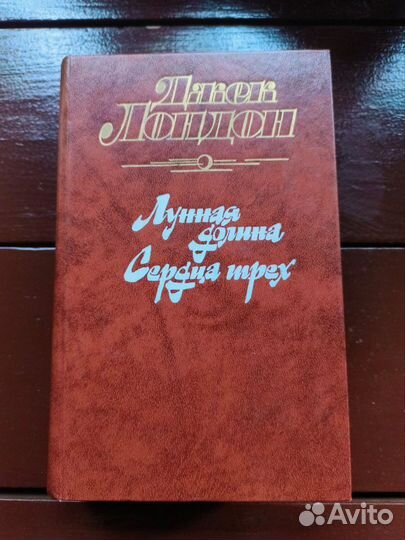 Джек
Лондон
Лунная
долина
Сердца трех
Avito